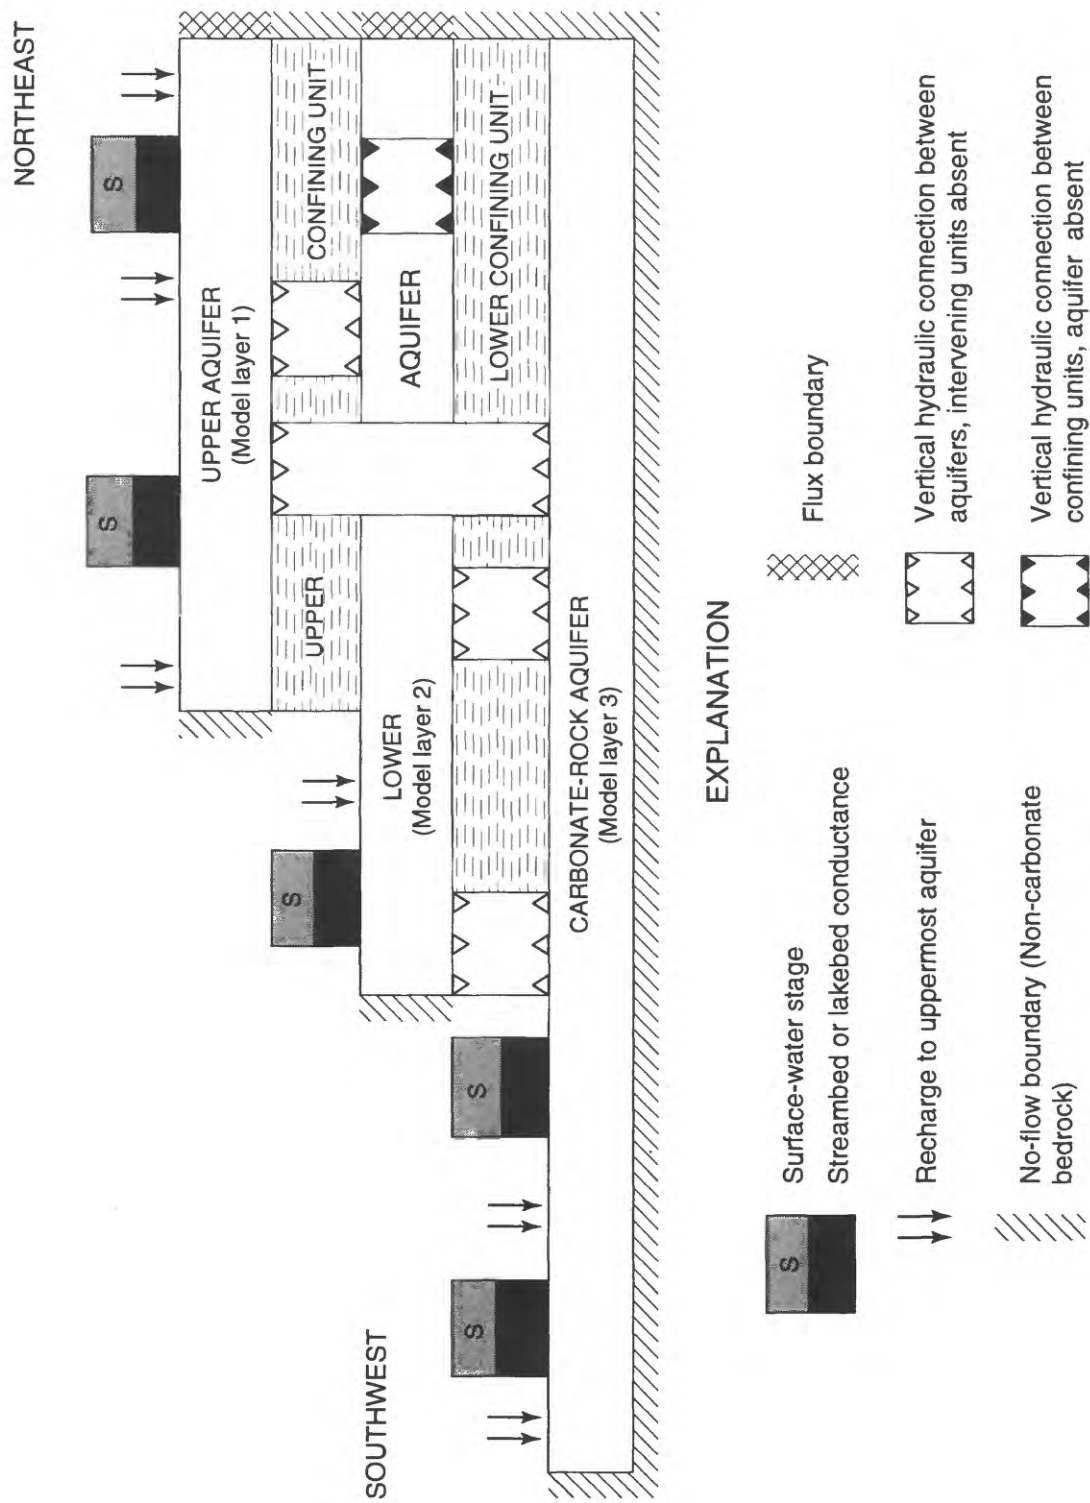 SOUTHWEST
NORTHEAST
S
S
S
S
S
UPPER AQUIFER
(Model layer 1)
UPPER
CONFINING UNIT
LOWER
(Model layer 2)
AQUIFER
LOWER CONFINING UNIT
CARBONATE-ROCK AQUIFER
(Model layer 3)
EXPLANATION
S
Surface-water stage
Streambed or lakebed conductance
Recharge to uppermost aquifer
No-flow boundary (Non-carbonate
bedrock)
Flux boundary
Vertical hydraulic connection between
aquifers, intervening units absent
Vertical hydraulic connection between
confining units, aquifer absent